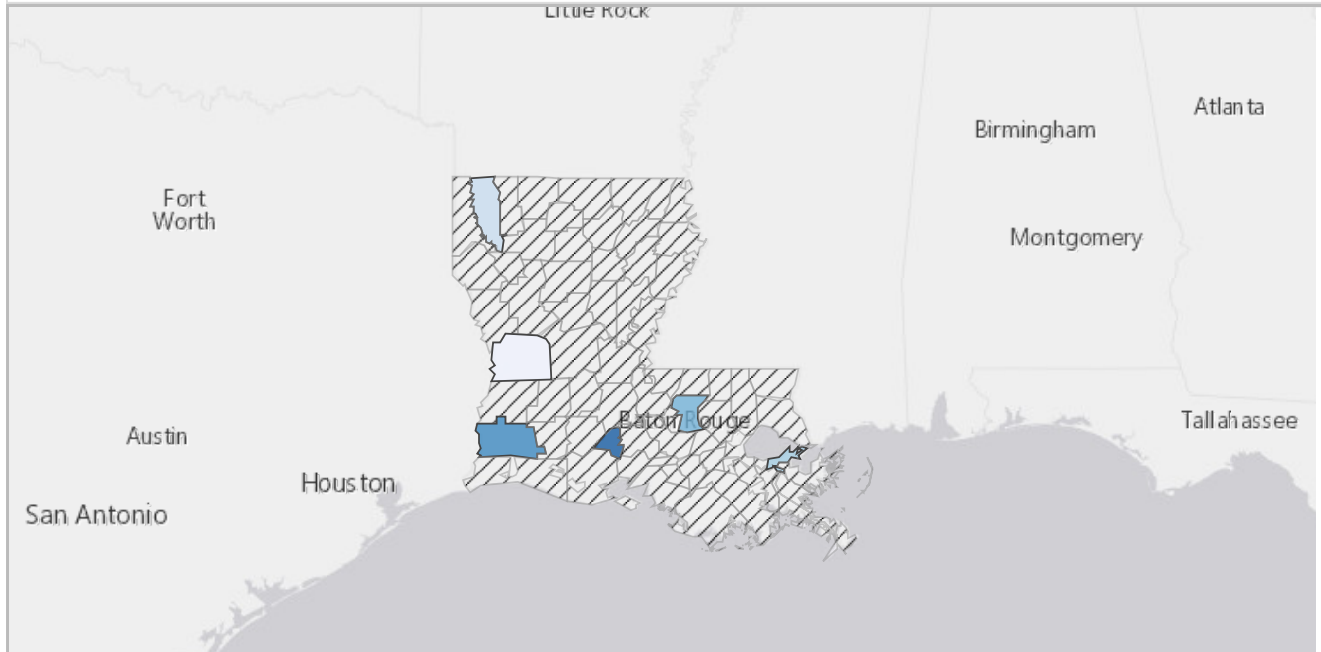 Little Rock
Atlanta
Birmingham
Fort
Worth
Montgomery
Baton Rouge
Tallahassee
Austin
Houston
San Antonio